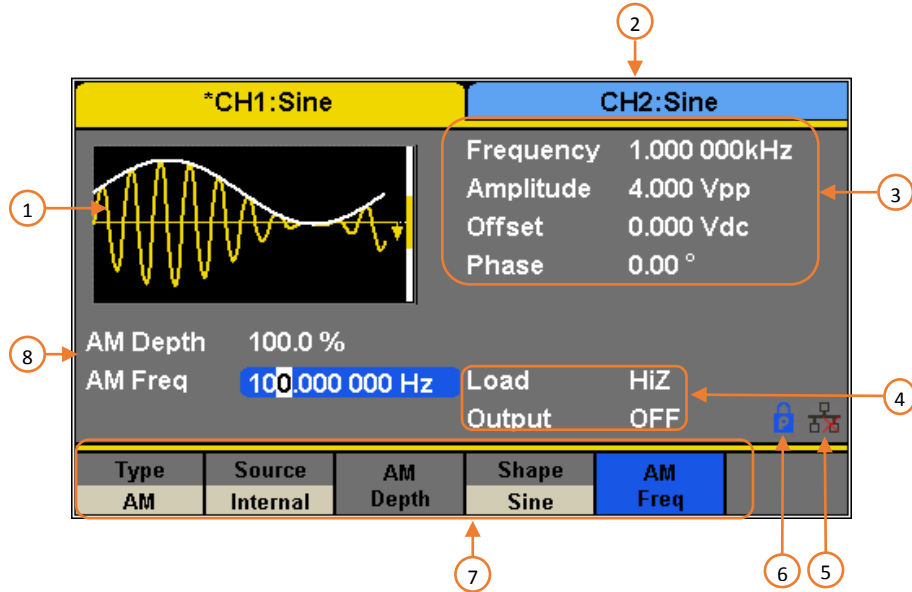 2
*CH1:Sine
CH2:Sine
Frequency 1.000 000kHz
Amplitude 4.000 Vpp
Offset 0.000 Vdc
Phase 0.00 °
1
3
AM Depth 100.0 %
AM Freq 100.000 000 Hz
Load HiZ
Output OFF
8
4
P
Type Source AM Shape AM
AM Internal Depth Sine Freq
7
6
5